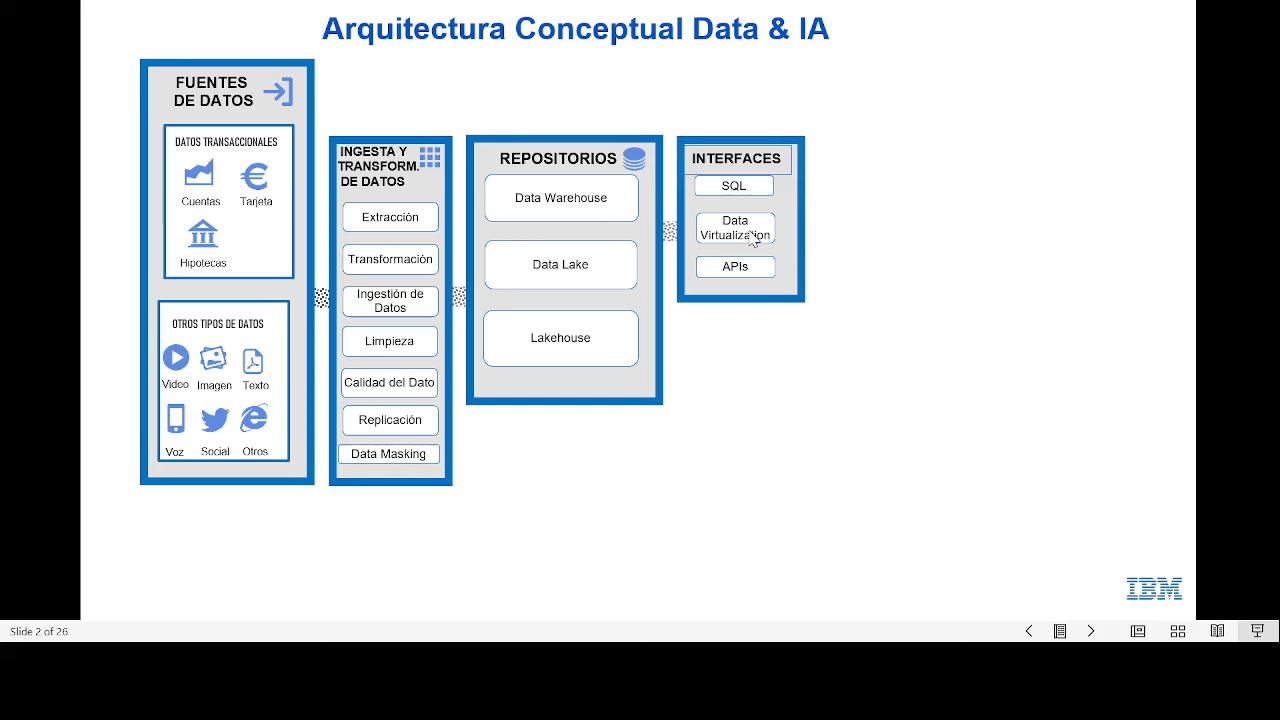 Arquitectura Conceptual Data & IA
FUENTES
DE DATOS
DATOS TRANSACCIONALES
Cuentas
Tarjeta
Hipotecas
OTROS TIPOS DE DATOS
Video
Imagen
Texto
Voz
Social
Otros
INGESTA Y
TRANSFORM.
DE DATOS
Extracción
Transformación
Ingestión de
Datos
Limpieza
Calidad del Dato
Replicación
Data Masking
REPOSITORIOS
Data Warehouse
Data Lake
Lakehouse
INTERFACES
SQL
Data
Virtualization
APIs
IBM
Slide 2 of 26